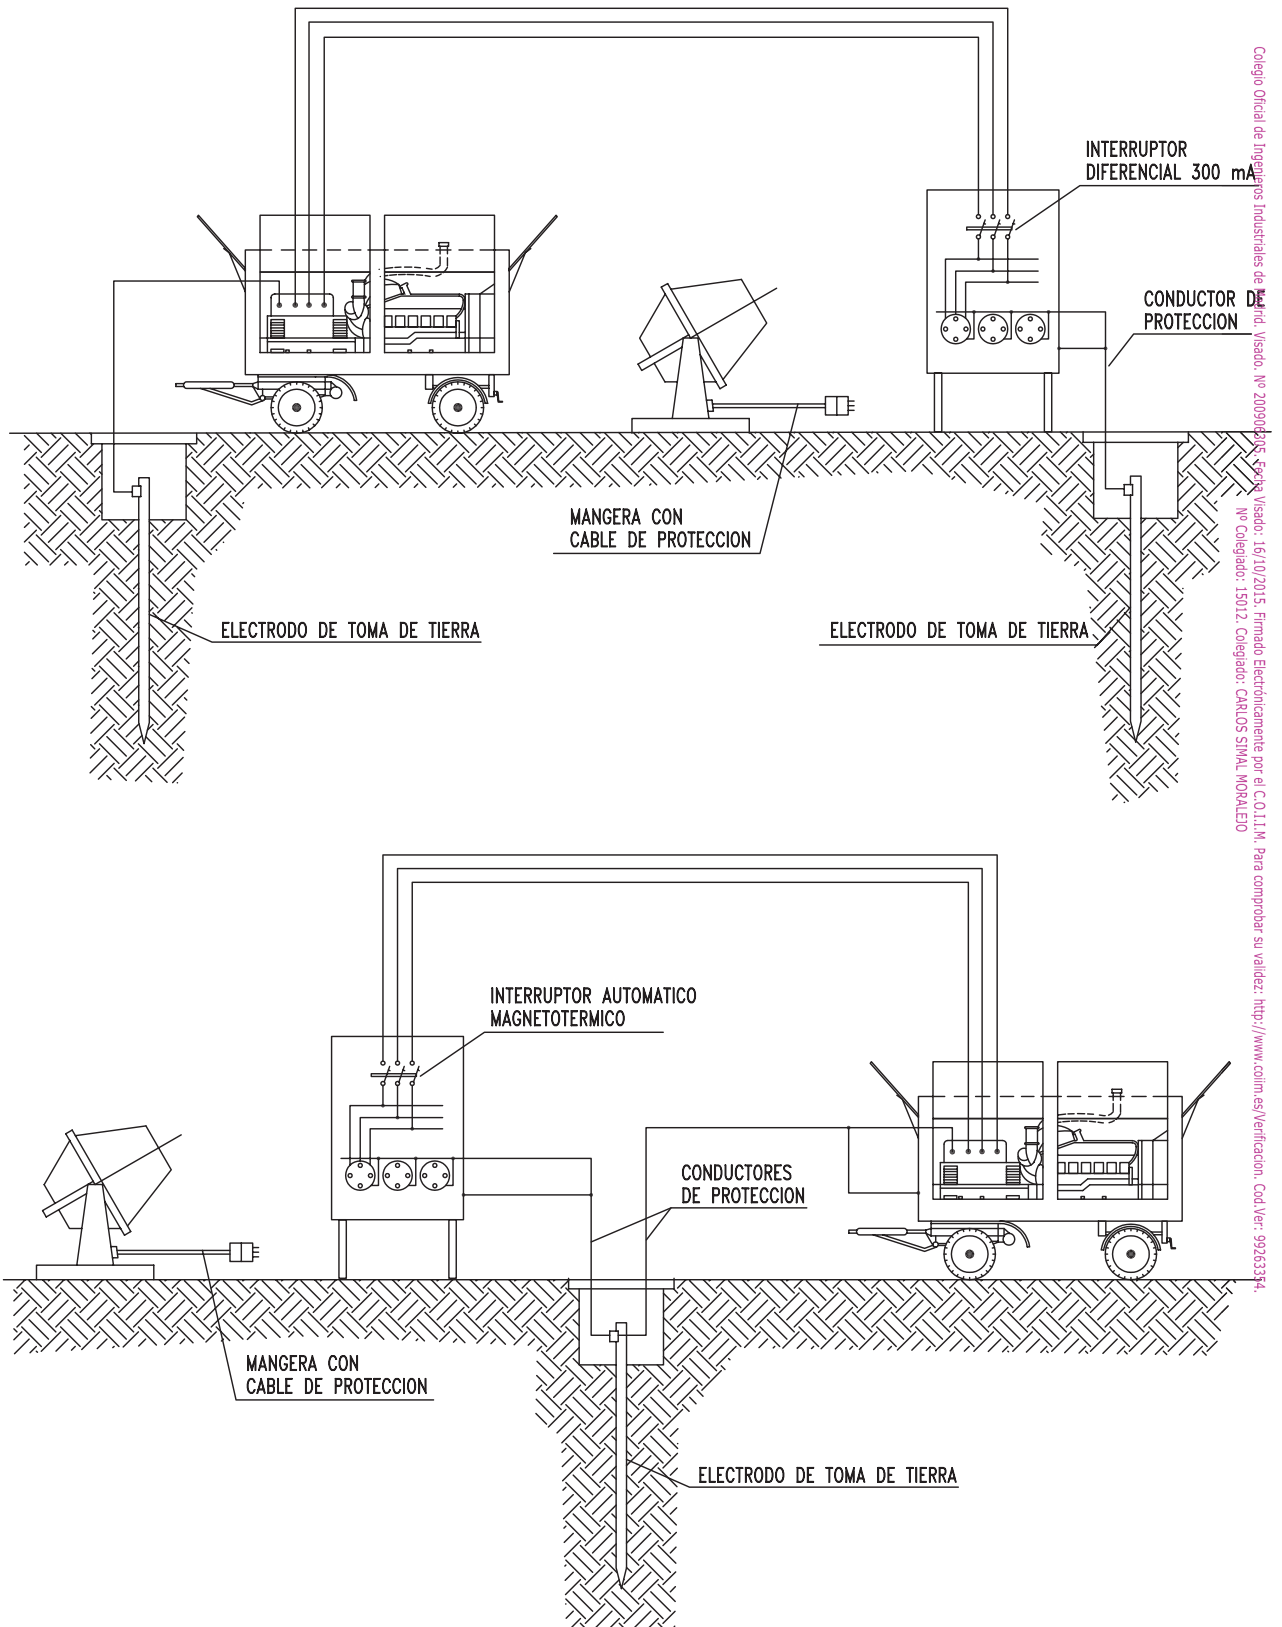 INTERRUPTOR
DIFERENCIAL 300 mA
CONDUCTOR
PROTECCION
MANGERA CON
CABLE DE PROTECCION
ELECTRODO DE TOMA DE TIERRA
ELECTRODO DE TOMA DE TIERRA
INTERRUPTOR AUTOMATICO
MAGNETOTERMICO
CONDUCTORES
DE PROTECCION
MANGERA CON
CABLE DE PROTECCION
ELECTRODO DE TOMA DE TIERRA
Colegio Oficial de Ingenieros Industriales de Madrid. Visado. Nº 200906305. Fecha Visado: 16/10/2015. Firmado Electrónicamente por el C.O.I.I.M. Para comprobar su validez: http://www.coiim.es/Verificacion. Cod.Ver: 99263354.
Nº Colegiado: 15012. Colegiado: CARLOS SIMAL MORALEJO